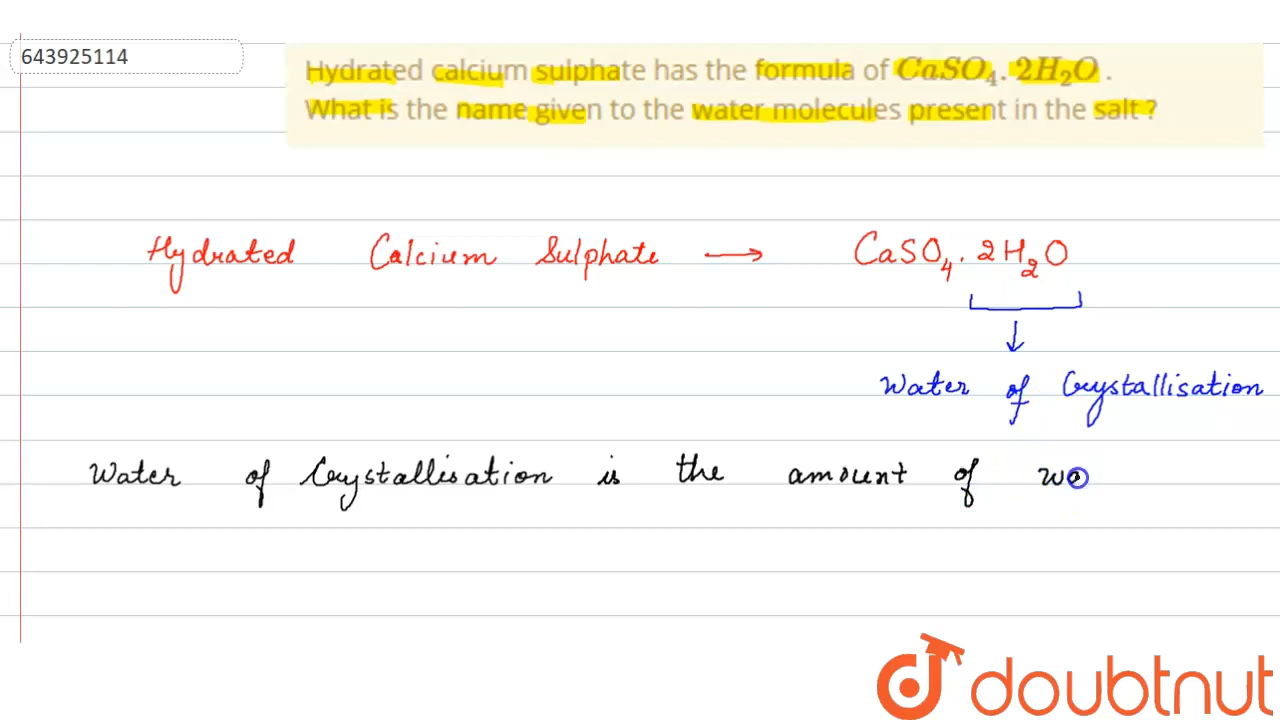 643925114
Hydrated calcium sulphate has the formula of CaSO₄. 2H₂O .
What is the name given to the water molecules present in the salt ?
Hydrated Calcium Sulphate → CaSO₄.2H₂O
↓
Water of Crystallisation
Water of Crystallisation is the amount of wa
doubtnut